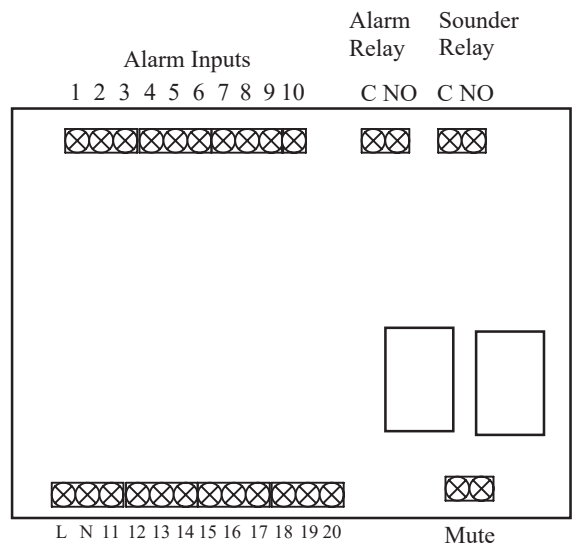 Alarm Relay
Sounder Relay
Alarm Inputs
1 2 3 4 5 6 7 8 9 10
C NO C NO
L N 11 12 13 14 15 16 17 18 19 20
Mute